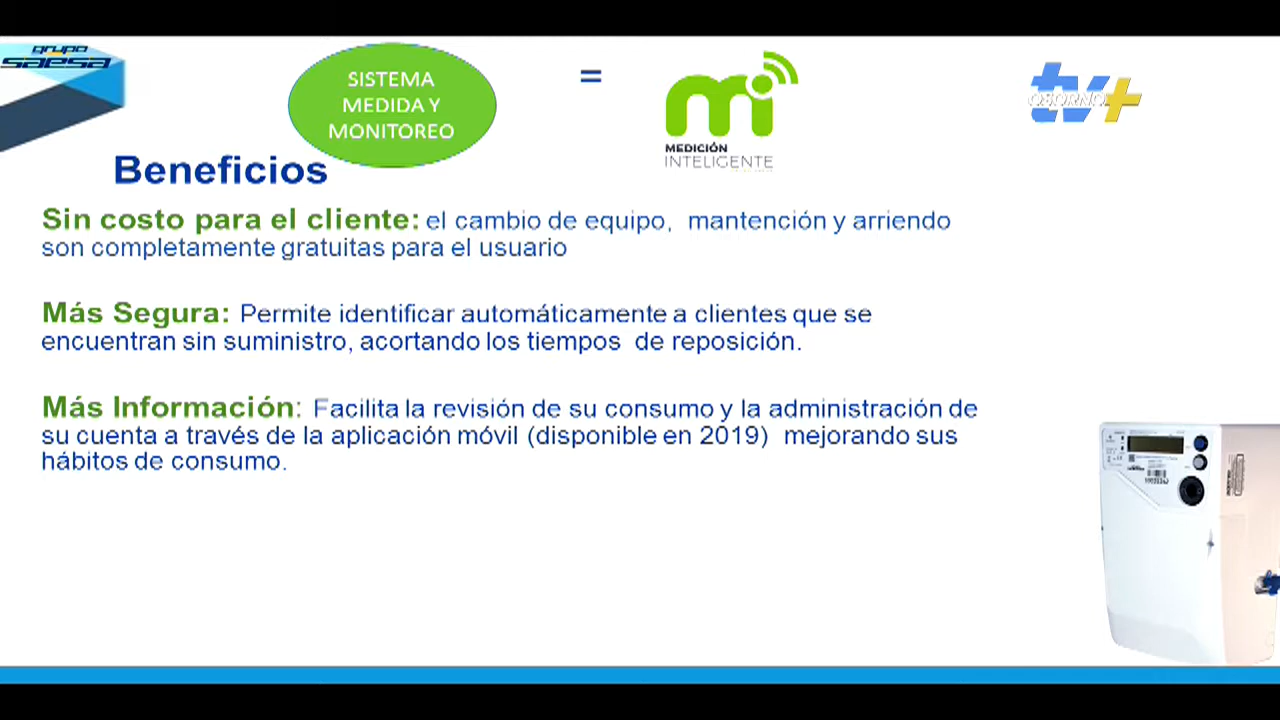 grupo
saesa
SISTEMA
MEDIDA Y
MONITOREO
=
mi
MEDICIÓN
INTELIGENTE
tv+
OSORNO
Beneficios
Sin costo para el cliente: el cambio de equipo, mantención y arriendo
son completamente gratuitas para el usuario
Más Segura: Permite identificar automáticamente a clientes que se
encuentran sin suministro, acortando los tiempos de reposición.
Más Información: Facilita la revisión de su consumo y la administración de
su cuenta a través de la aplicación móvil (disponible en 2019) mejorando sus
hábitos de consumo.